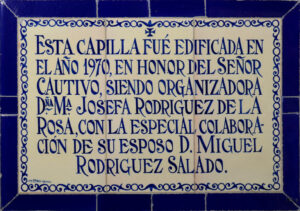 ESTA CAPILLA FUÉ EDIFICADA EN
EL AÑO 1970, EN HONOR DEL SEÑOR
CAUTIVO, SIENDO ORGANIZADORA
DÑA. Mª JOSEFA RODRIGUEZ DE LA
ROSA, CON LA ESPECIAL COLABORA-
CIÓN DE SU ESPOSO D. MIGUEL
RODRIGUEZ SALADO.